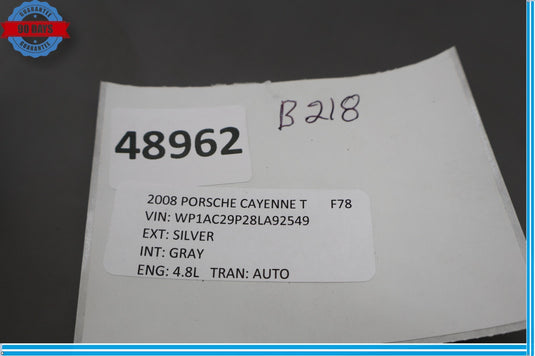 GUARANTEE
90 DAYS
GUARANTEE
B218
48962
2008 PORSCHE CAYENNE T F78
VIN: WP1AC29P28LA92549
EXT: SILVER
INT: GRAY
ENG: 4.8L TRAN: AUTO